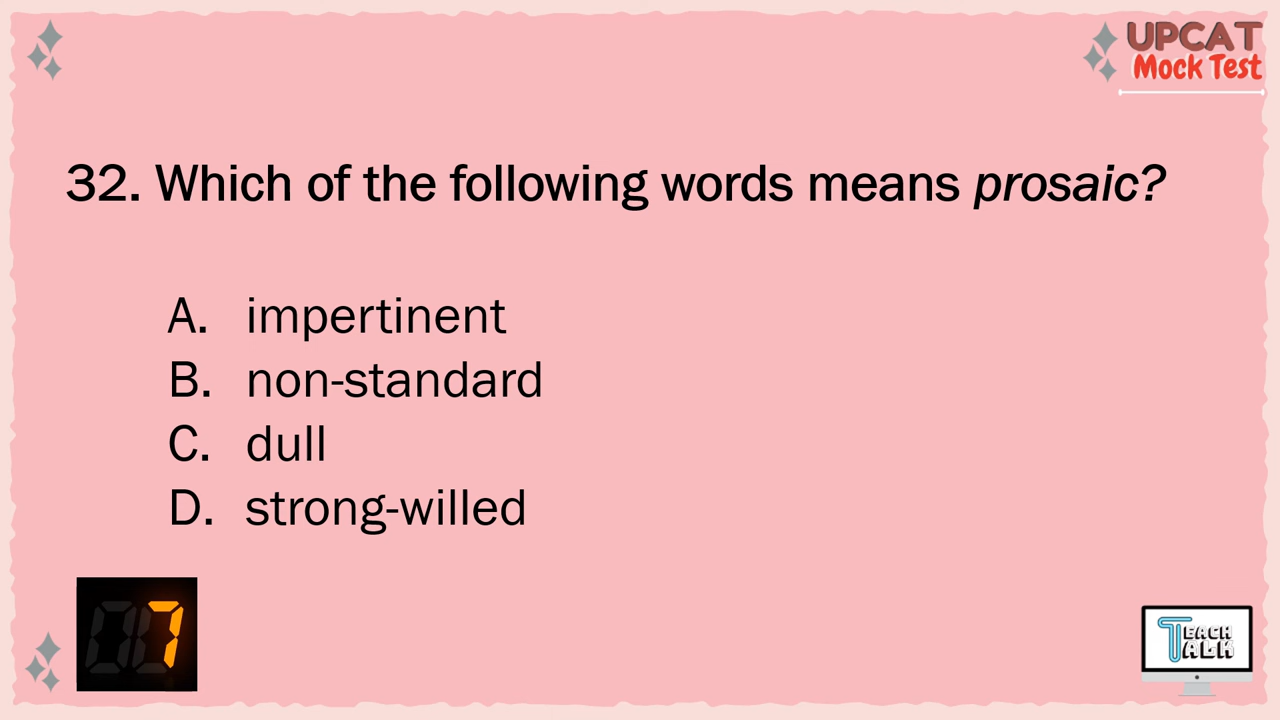 UPCAT
Mock Test
32. Which of the following words means prosaic?
A. impertinent
B. non-standard
C. dull
D. strong-willed
7
TEACH
TALK